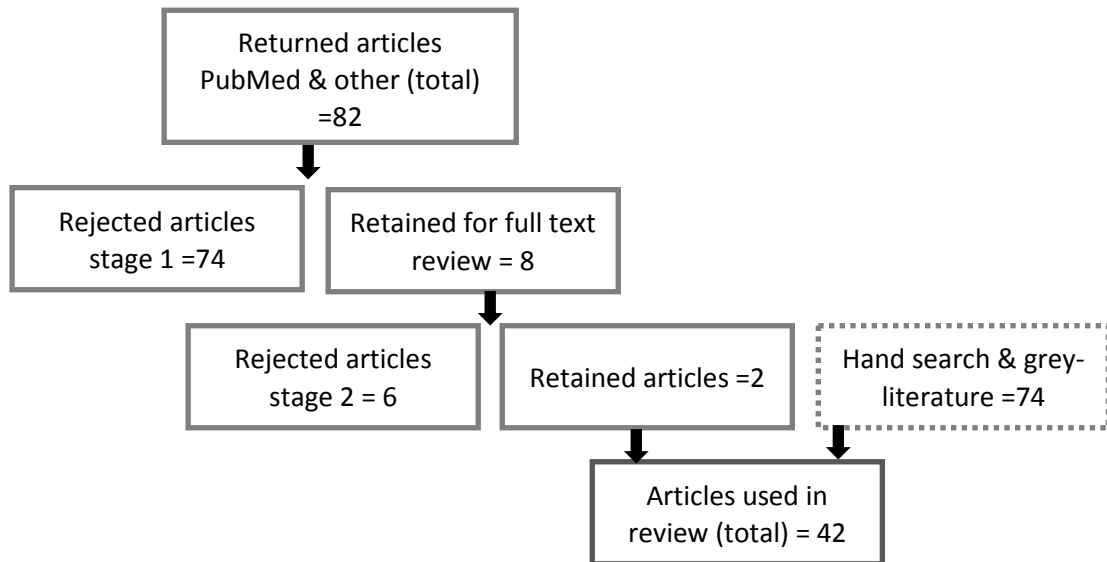 Returned articles
PubMed & other (total)
=82
Rejected articles
stage 1 =74
Retained for full text
review = 8
Rejected articles
stage 2 = 6
Retained articles =2
Hand search & grey-
literature =74
Articles used in
review (total) = 42